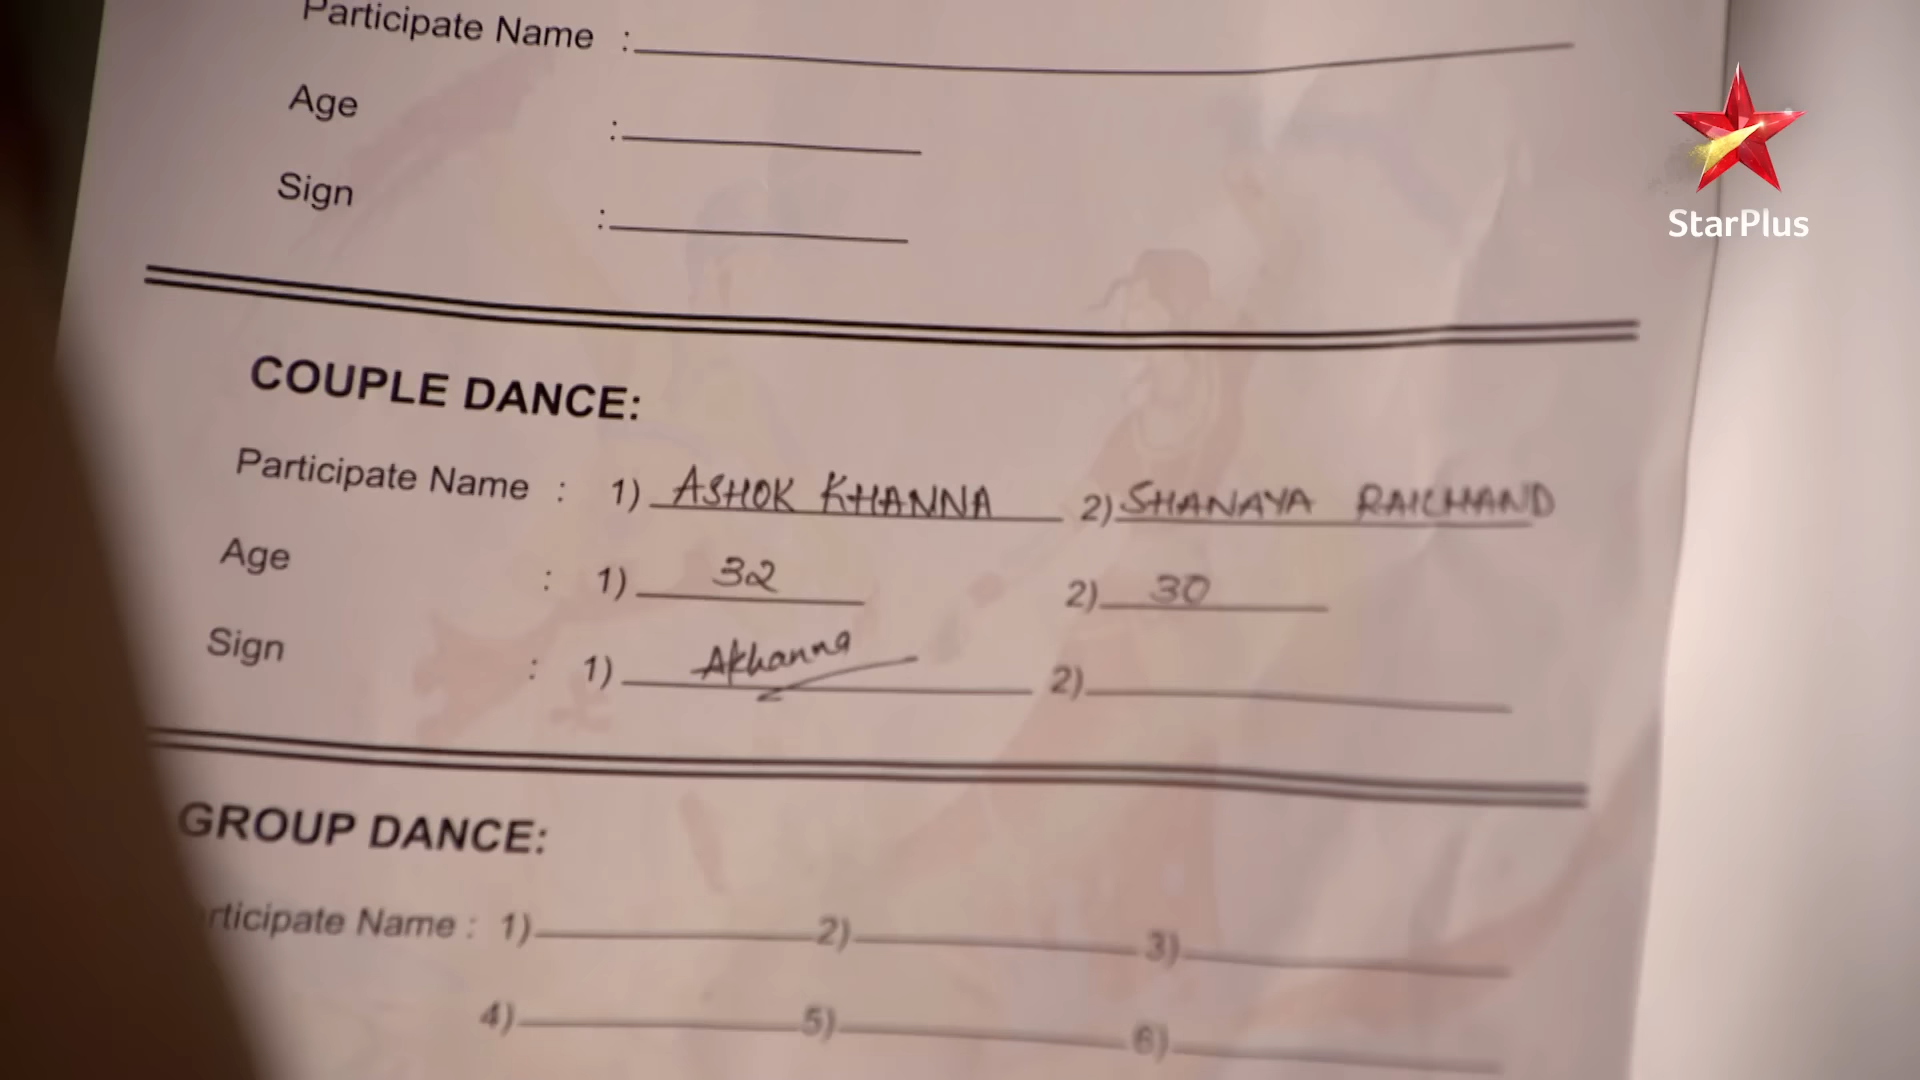 Participate Name :
Age :
Sign :
StarPlus
COUPLE DANCE:
Participate Name : 1) ASHOK KHANNA 2) SHANAYA RAICHAND
Age : 1) 32 2) 30
Sign : 1) Akhanna 2)
GROUP DANCE:
rticipate Name : 1) 2) 3)
4) 5) 6)